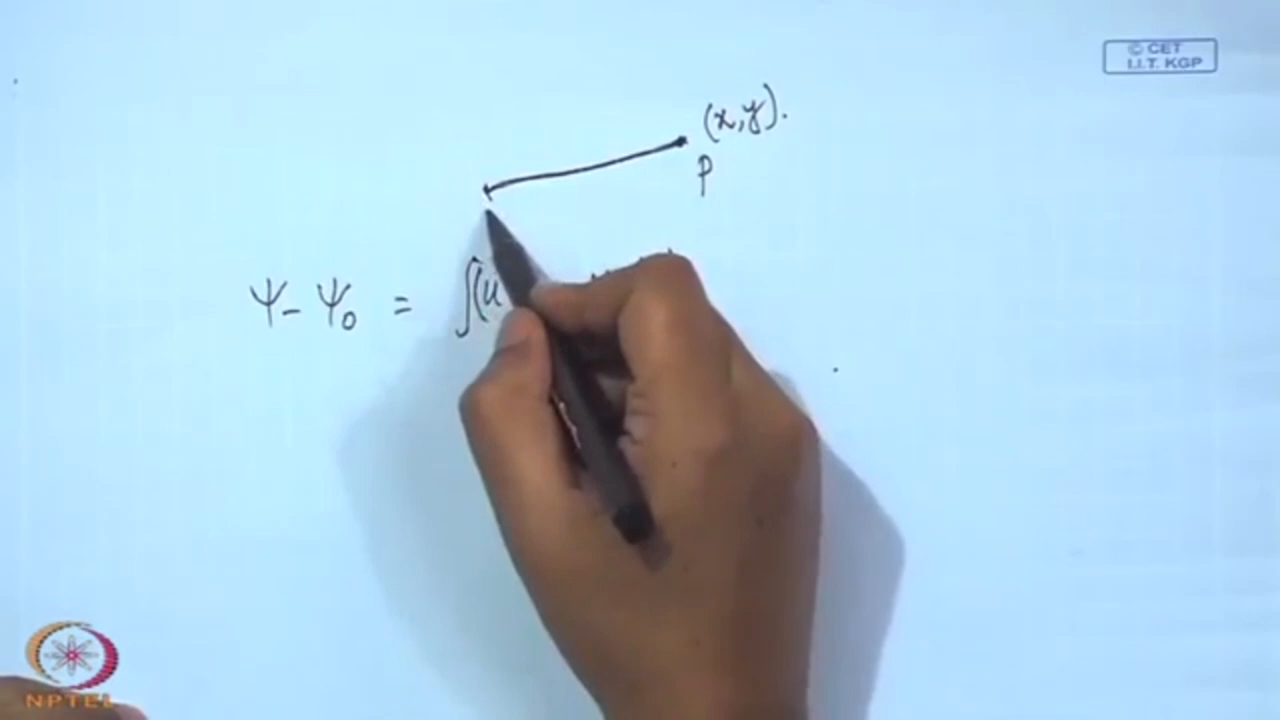 © CET
I.I.T. KGP
(x,y).
P
Ψ- Ψ₀ = ∫(u
NPTEL